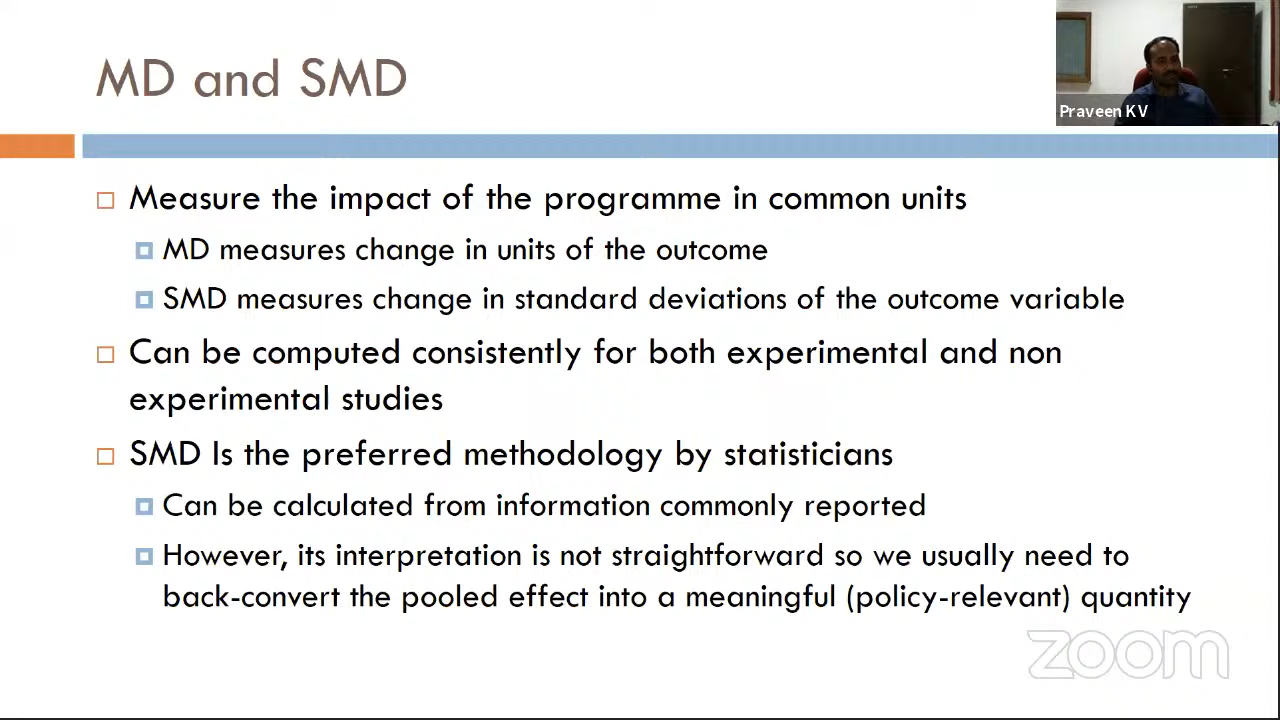 MD and SMD
Praveen K V
Measure the impact of the programme in common units
MD measures change in units of the outcome
SMD measures change in standard deviations of the outcome variable
Can be computed consistently for both experimental and non
experimental studies
SMD Is the preferred methodology by statisticians
Can be calculated from information commonly reported
However, its interpretation is not straightforward so we usually need to
back-convert the pooled effect into a meaningful (policy-relevant) quantity
zoom